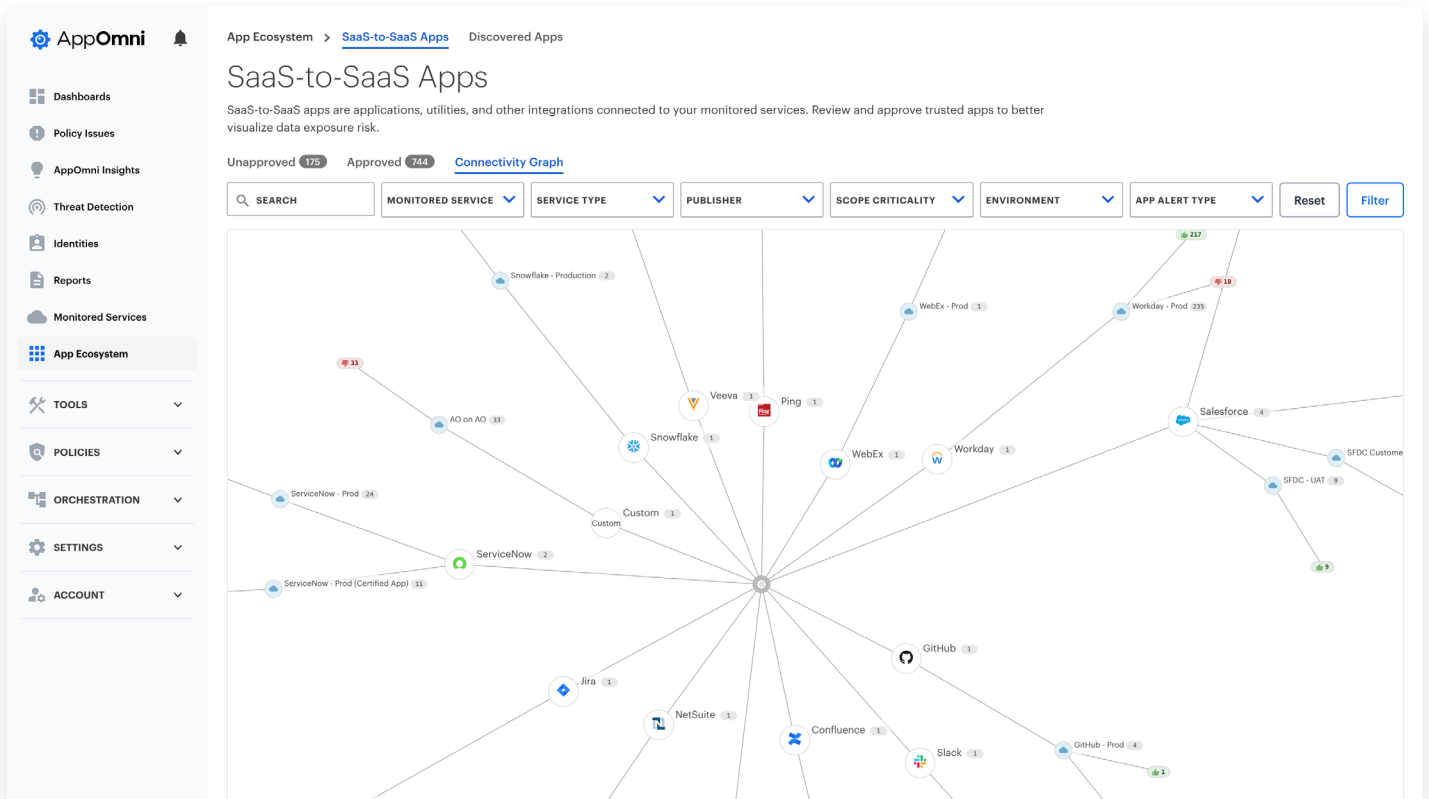 AppOmni
Dashboards
Policy Issues
AppOmni Insights
Threat Detection
Identities
Reports
Monitored Services
App Ecosystem
TOOLS
POLICIES
ORCHESTRATION
SETTINGS
ACCOUNT
App Ecosystem > SaaS-to-SaaS Apps Discovered Apps
SaaS-to-SaaS Apps
SaaS-to-SaaS apps are applications, utilities, and other integrations connected to your monitored services. Review and approve trusted apps to better
visualize data exposure risk.
Unapproved 175 Approved 744 Connectivity Graph
SEARCH MONITORED SERVICE SERVICE TYPE PUBLISHER SCOPE CRITICALITY ENVIRONMENT APP ALERT TYPE Reset Filter
217
Snowflake - Production 2
18
WebEx - Prod 1
Workday - Prod 235
33
Veeva 1
Ping 1
Ping
Salesforce 4
AO on AO 33
Snowflake 1
WebEx 1
Workday 1
SFDC Custome
SFDC - UAT 9
ServiceNow - Prod 24
Custom 1
Custom
ServiceNow 2
9
ServiceNow - Prod (Certified App) 11
GitHub 1
Jira 1
NetSuite 1
Confluence 1
Slack 1
GitHub - Prod 4
1